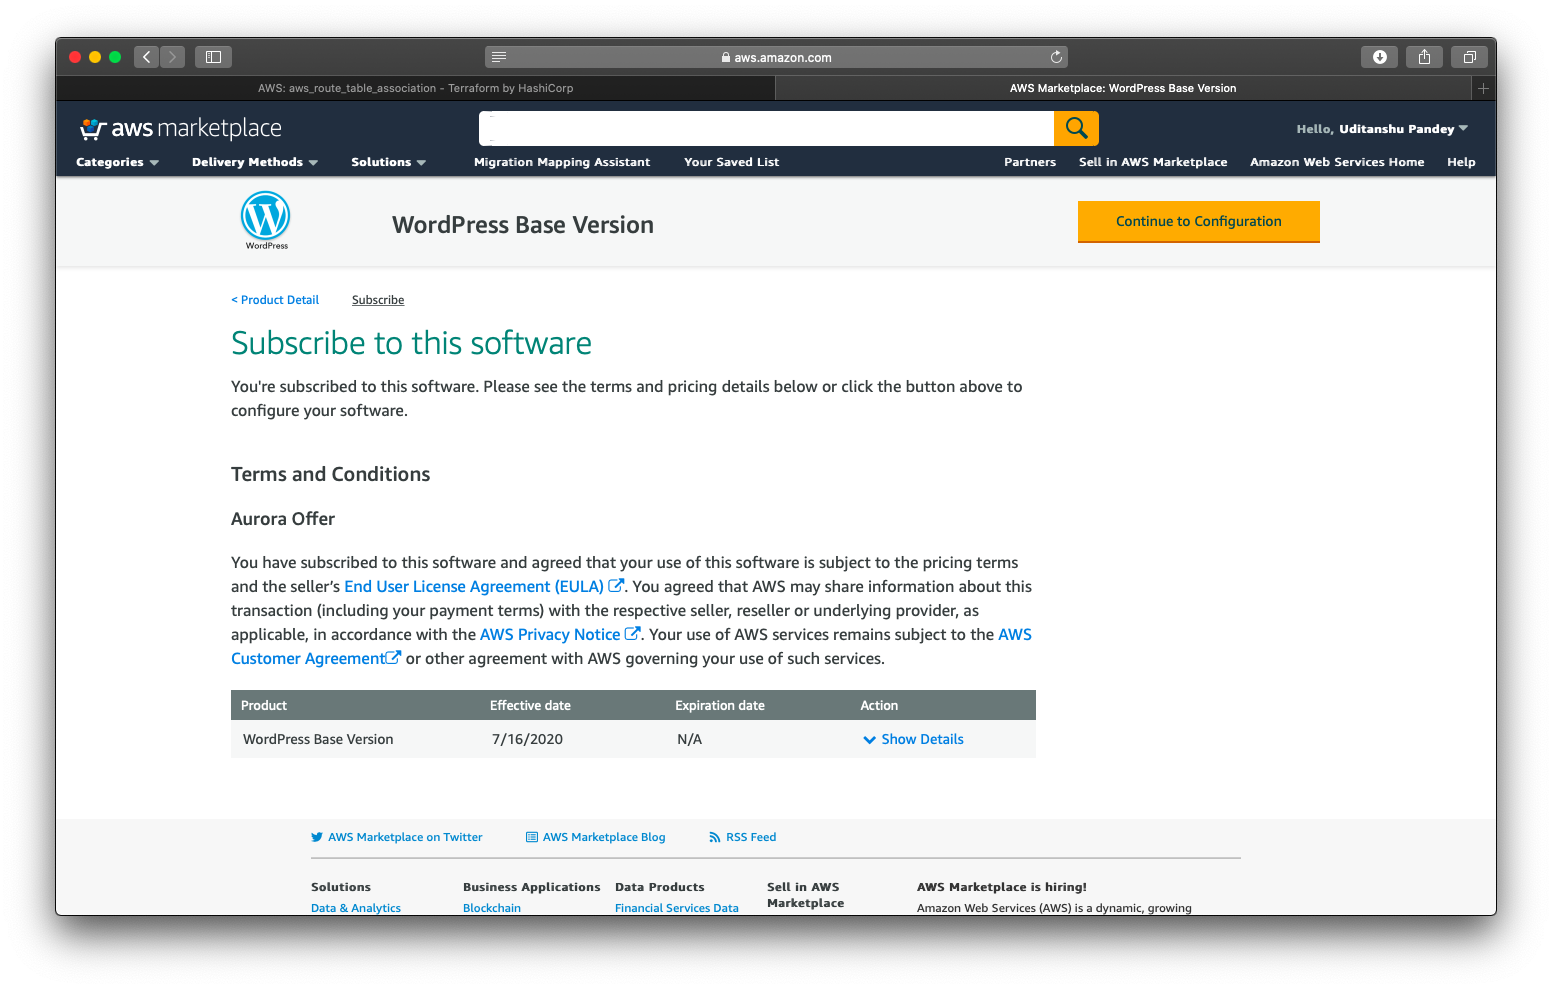 aws.amazon.com
AWS: aws_route_table_association - Terraform by HashiCorp
AWS Marketplace: WordPress Base Version
aws marketplace
Hello, Uditanshu Pandey
Categories
Delivery Methods
Solutions
Migration Mapping Assistant
Your Saved List
Partners
Sell in AWS Marketplace
Amazon Web Services Home
Help
WordPress
WordPress Base Version
Continue to Configuration
< Product Detail
Subscribe
Subscribe to this software
You're subscribed to this software. Please see the terms and pricing details below or click the button above to
configure your software.
Terms and Conditions
Aurora Offer
You have subscribed to this software and agreed that your use of this software is subject to the pricing terms
and the seller’s End User License Agreement (EULA). You agreed that AWS may share information about this
transaction (including your payment terms) with the respective seller, reseller or underlying provider, as
applicable, in accordance with the AWS Privacy Notice. Your use of AWS services remains subject to the AWS
Customer Agreement or other agreement with AWS governing your use of such services.
Product Effective date Expiration date Action
WordPress Base Version 7/16/2020 N/A Show Details
AWS Marketplace on Twitter
AWS Marketplace Blog
RSS Feed
Solutions
Data & Analytics
Business Applications
Blockchain
Data Products
Financial Services Data
Sell in AWS
Marketplace
AWS Marketplace is hiring!
Amazon Web Services (AWS) is a dynamic, growing